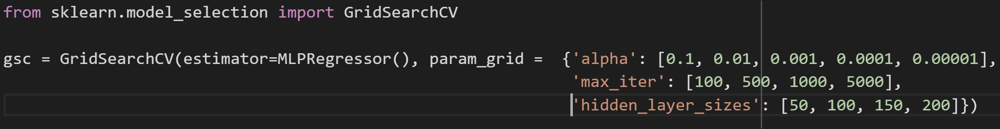 from sklearn.model_selection import GridSearchCV
gsc = GridSearchCV(estimator=MLPRegressor(), param_grid =  {'alpha': [0.1, 0.01, 0.001, 0.0001, 0.00001],
'max_iter': [100, 500, 1000, 5000],
'hidden_layer_sizes': [50, 100, 150, 200]})